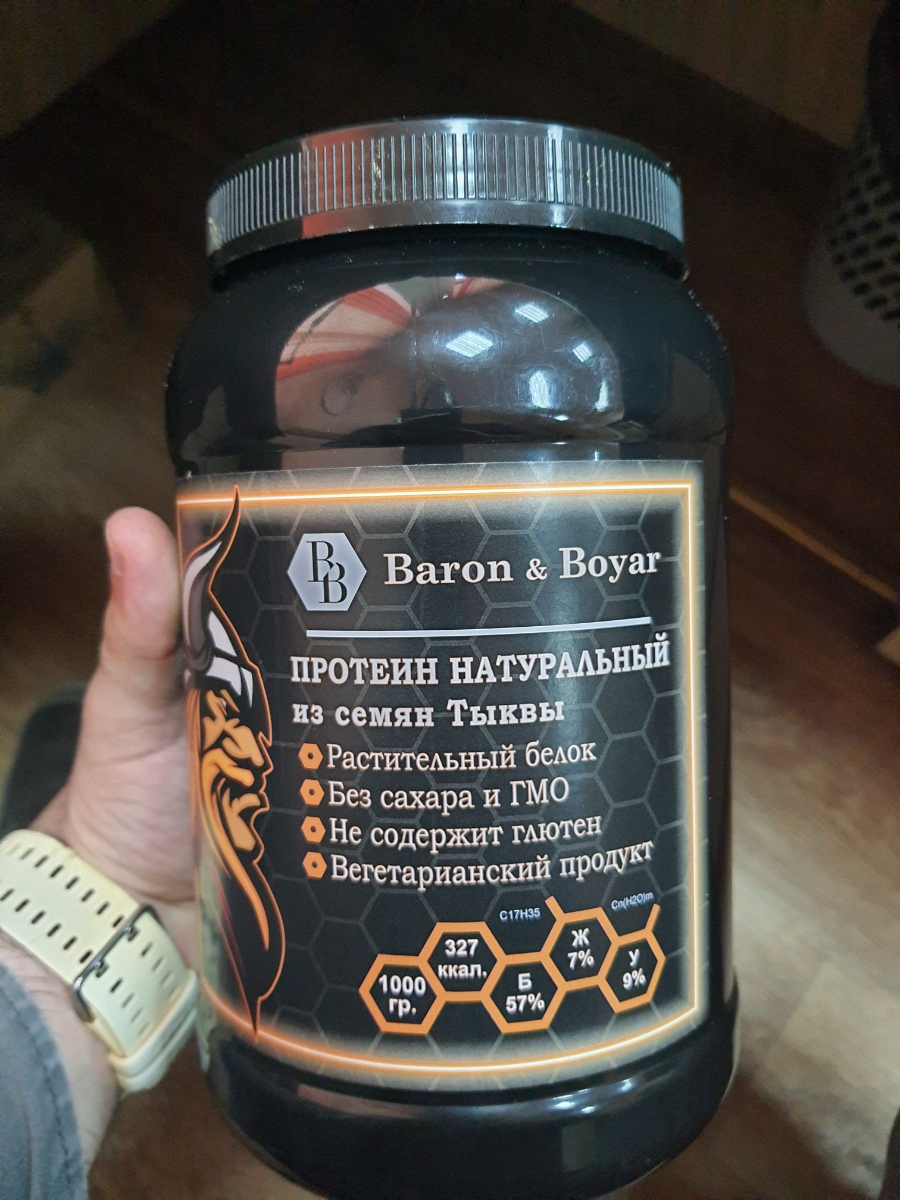 BB
Baron & Boyar
ПРОТЕИН НАТУРАЛЬНЫЙ
из семян Тыквы
Растительный белок
Без сахара и ГМО
Не содержит глютен
Вегетарианский продукт
C17H35
Cn(H2O)m
1000
гр.
327
ккал.
Б
57%
Ж
7%
У
9%